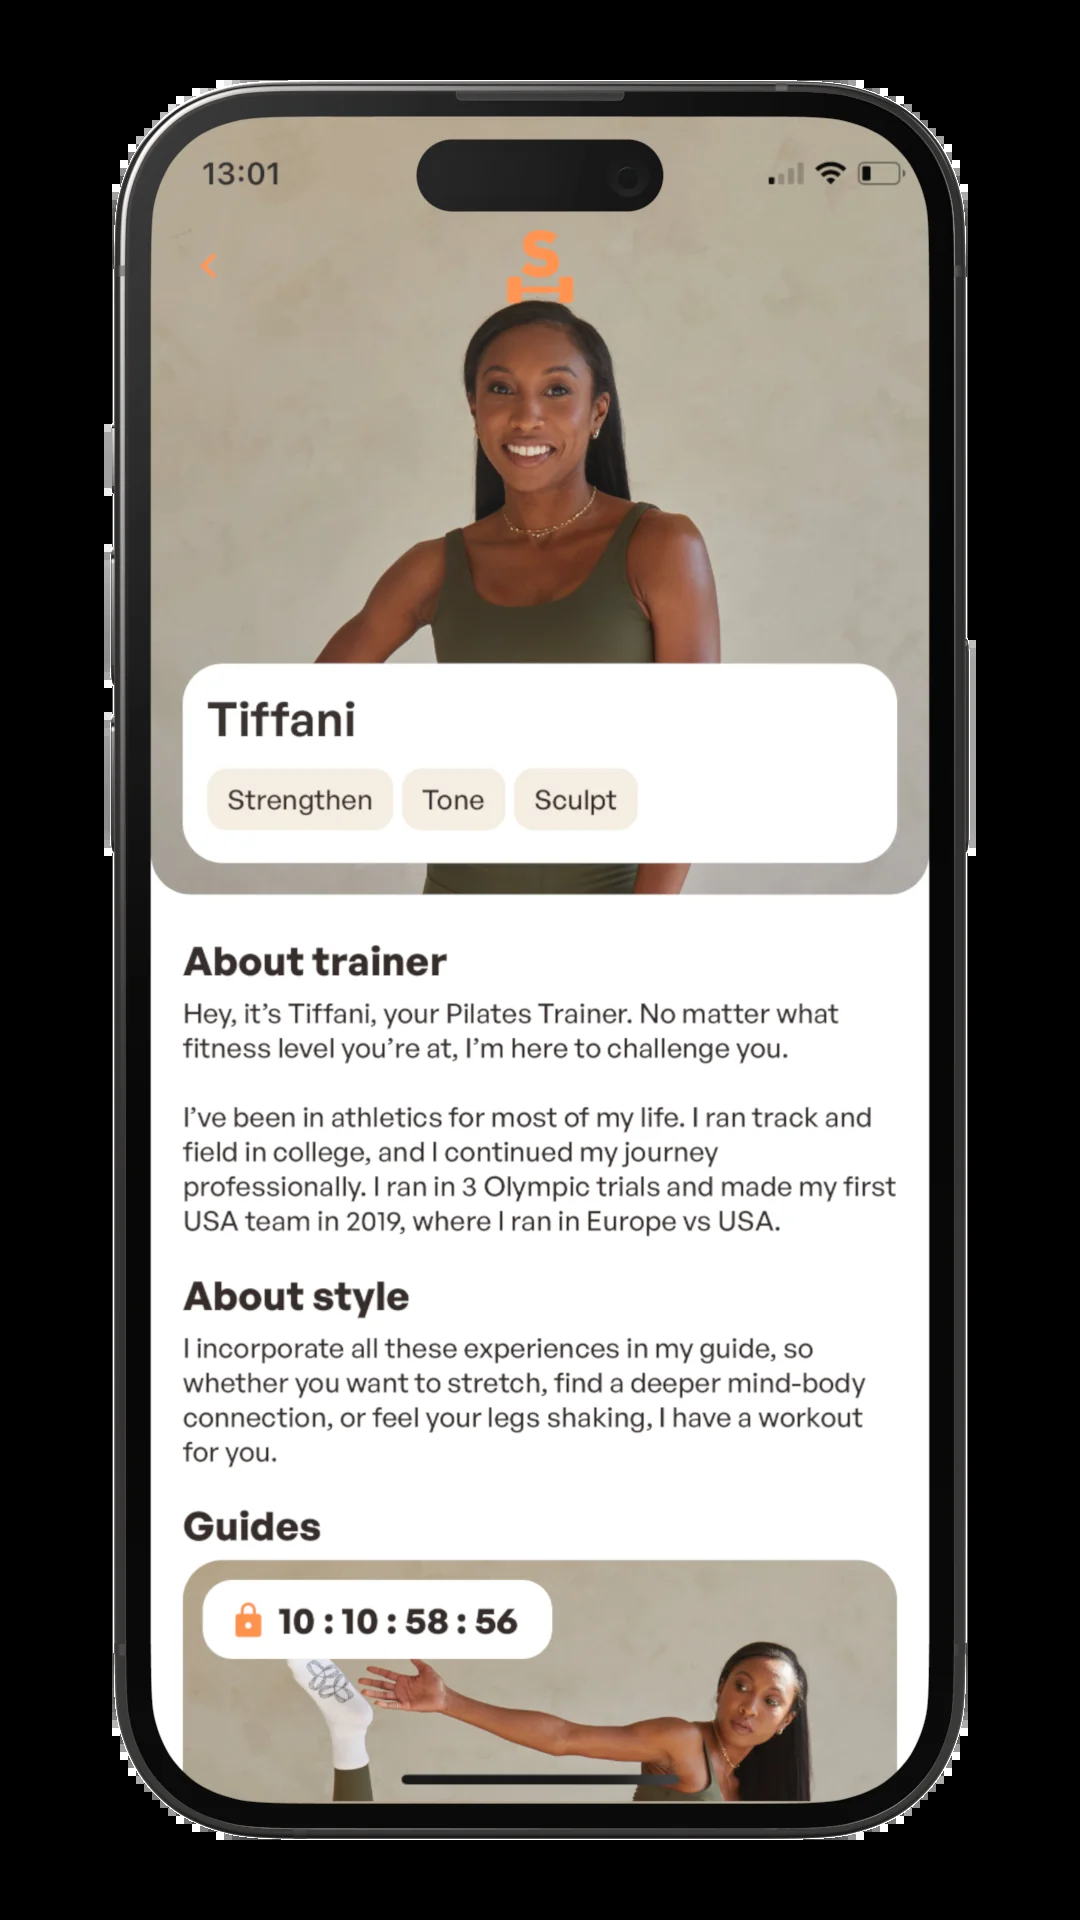 13:01
S
Tiffani
Strengthen Tone Sculpt
About trainer
Hey, it’s Tiffani, your Pilates Trainer. No matter what
fitness level you’re at, I’m here to challenge you.
I’ve been in athletics for most of my life. I ran track and
field in college, and I continued my journey
professionally. I ran in 3 Olympic trials and made my first
USA team in 2019, where I ran in Europe vs USA.
About style
I incorporate all these experiences in my guide, so
whether you want to stretch, find a deeper mind-body
connection, or feel your legs shaking, I have a workout
for you.
Guides
10 : 10 : 58 : 56